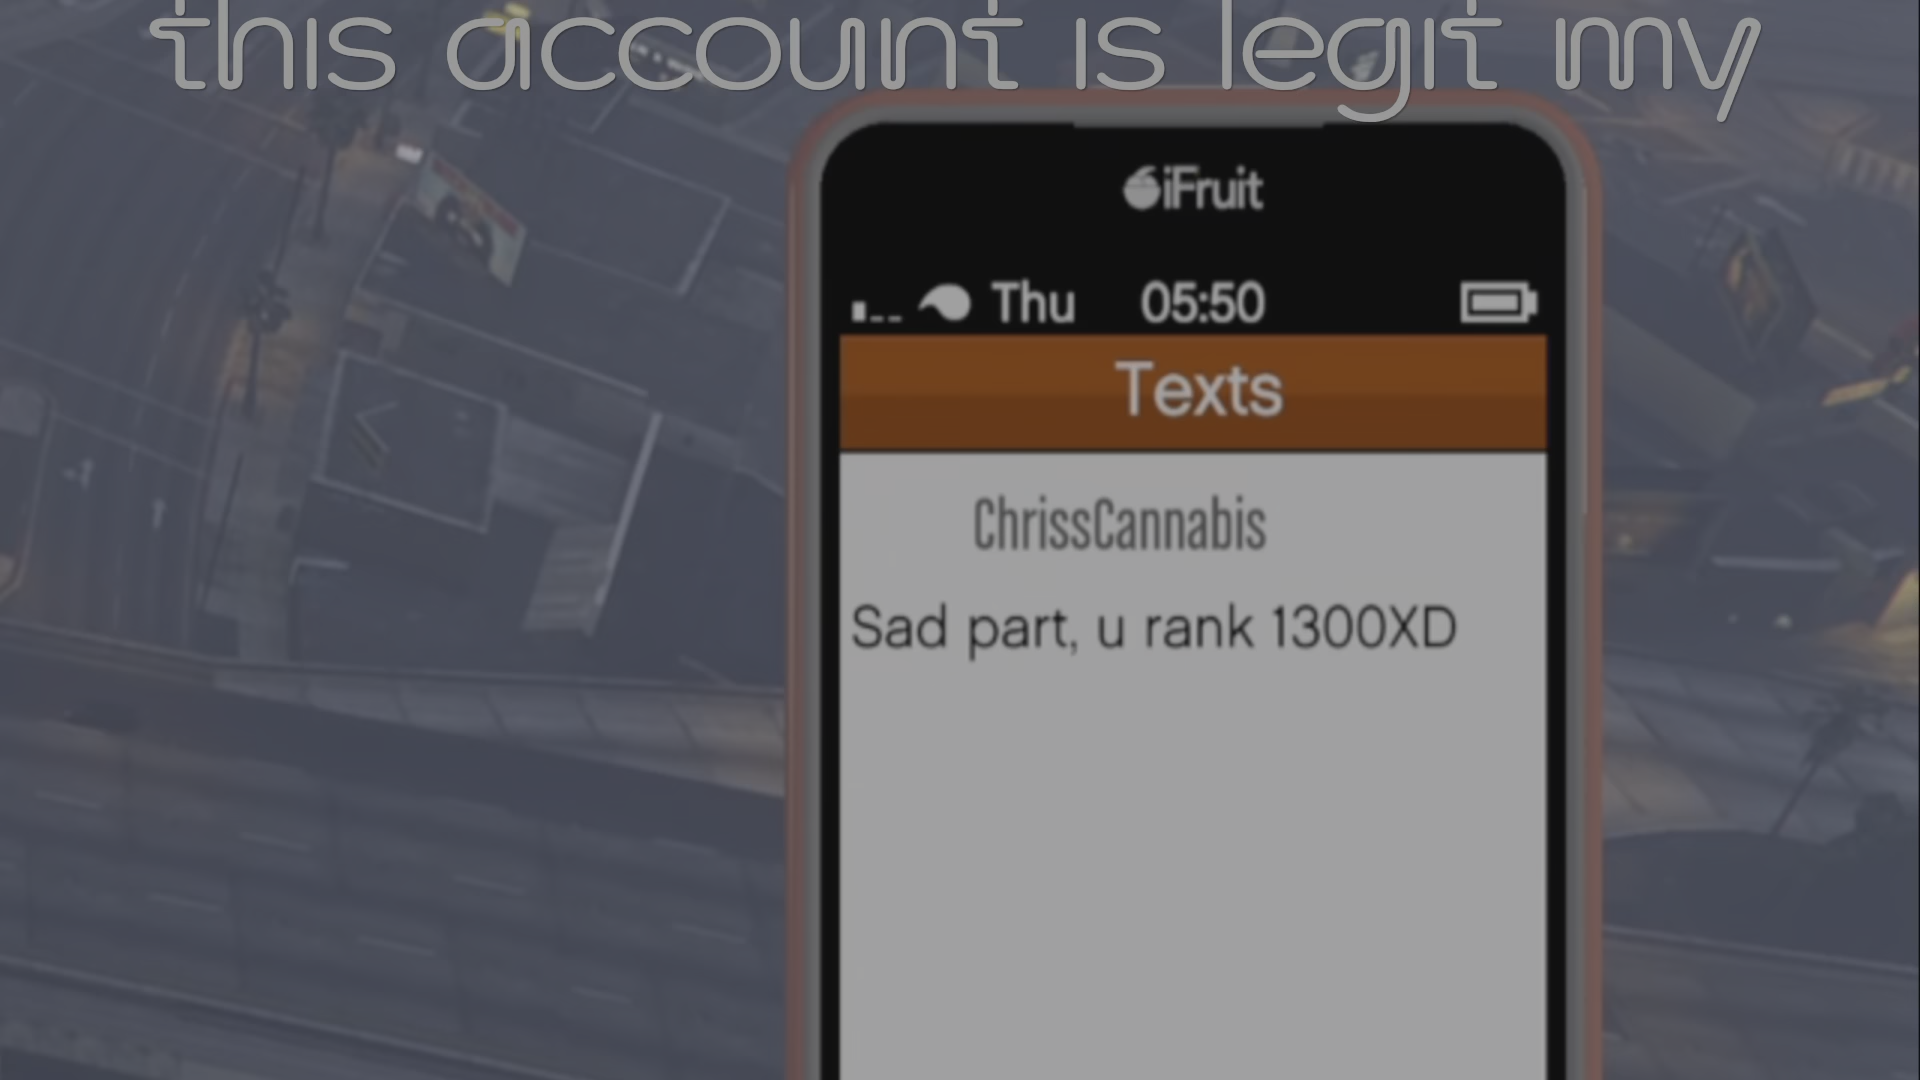 this account is legit my
iFruit
Thu 05:50
Texts
ChrissCannabis
Sad part, u rank 1300XD